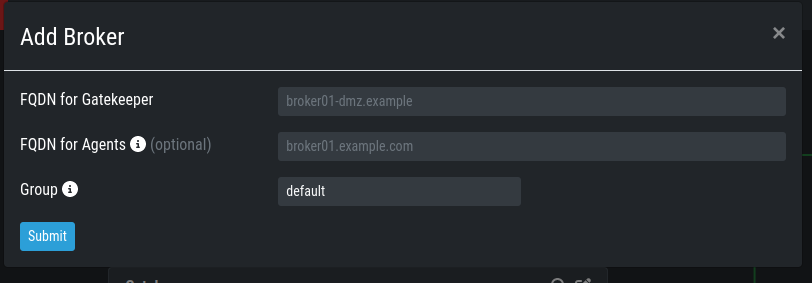 Add Broker
×
FQDN for Gatekeeper
broker01-dmz.example
FQDN for Agents (optional)
broker01.example.com
Group
default
Submit